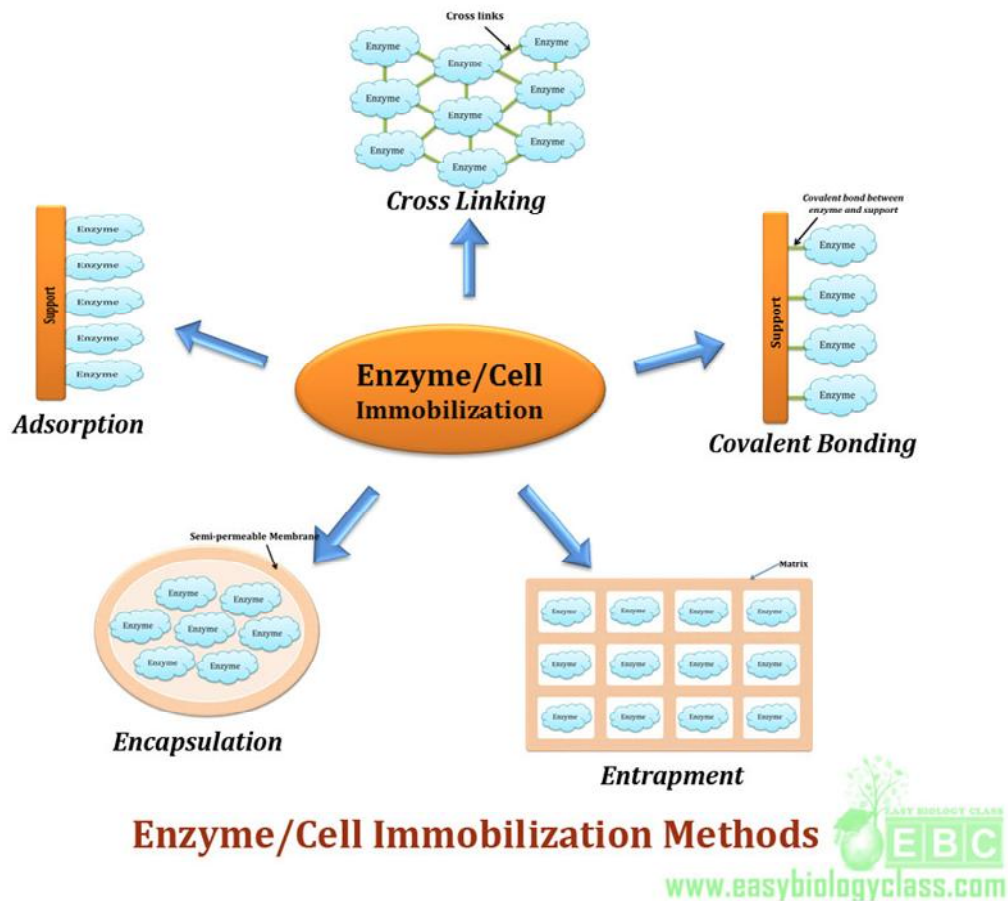 Cross links
Enzyme
Enzyme
Enzyme
Enzyme
Enzyme
Enzyme
Enzyme
Enzyme
Enzyme
Cross Linking
Support
Enzyme
Enzyme
Enzyme
Enzyme
Enzyme
Adsorption
Covalent bond between
enzyme and support
Support
Enzyme
Enzyme
Enzyme
Enzyme
Covalent Bonding
Enzyme/Cell
Immobilization
Semi-permeable Membrane
Enzyme
Enzyme
Enzyme
Enzyme
Enzyme
Enzyme
Enzyme
Encapsulation
Matrix
Enzyme Enzyme Enzyme Enzyme
Enzyme Enzyme Enzyme Enzyme
Enzyme Enzyme Enzyme Enzyme
Entrapment
Enzyme/Cell Immobilization Methods
EASY BIOLOGY CLASS
EBC
www.easybiologyclass.com